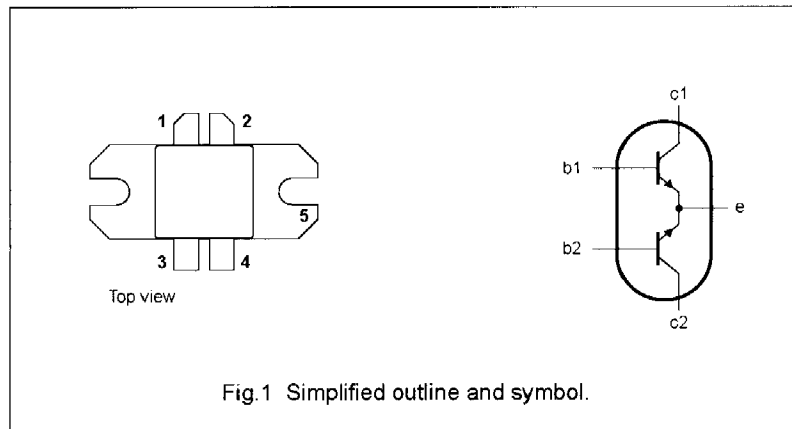 1 2
5
3 4
Top view
c1
b1
e
b2
c2
Fig.1 Simplified outline and symbol.